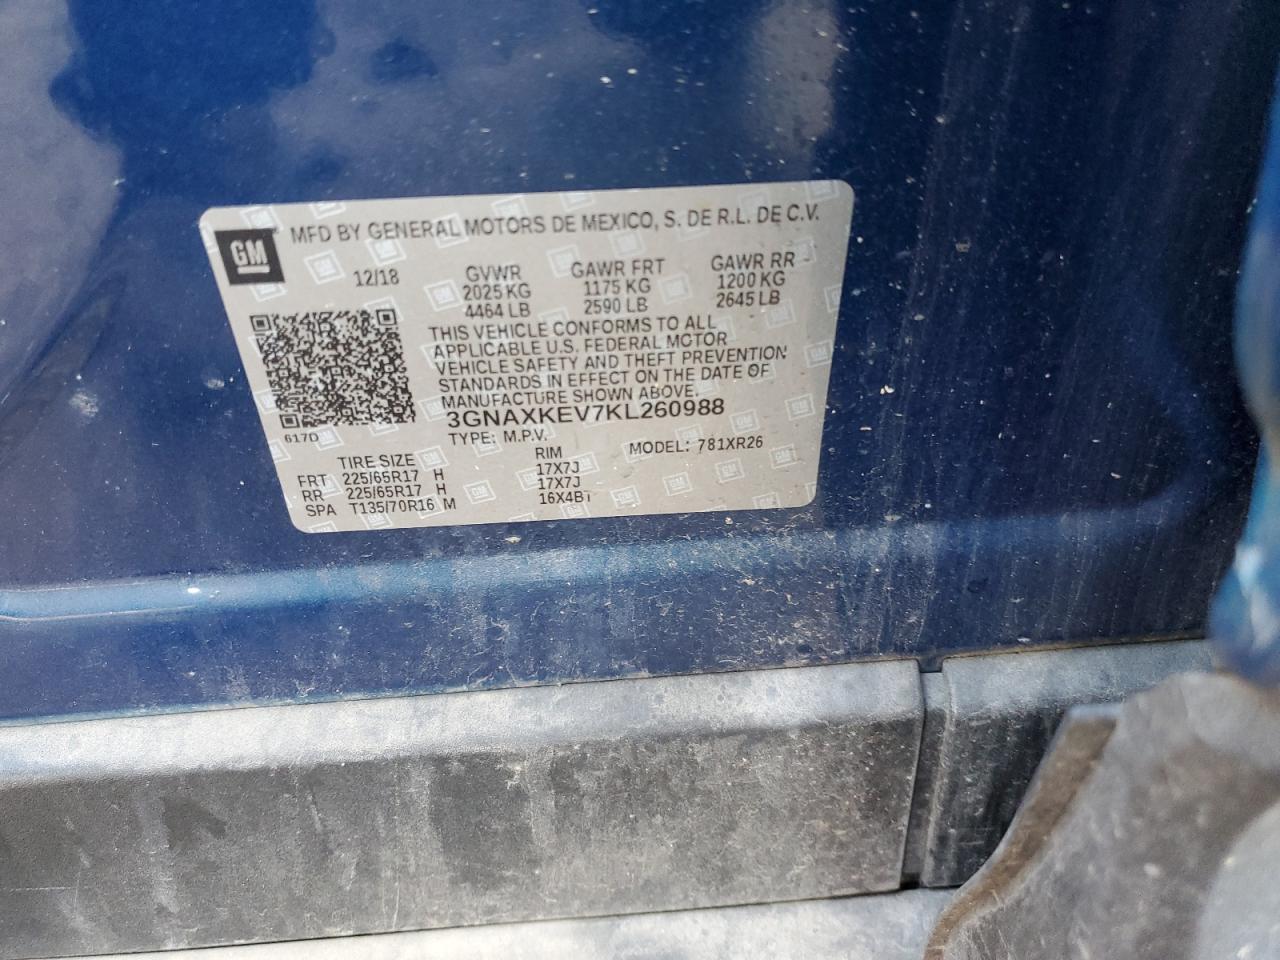 GM
MFD BY GENERAL MOTORS DE MEXICO, S. DE R.L. DE C.V.
12/18 GVWR GAWR FRT GAWR RR
2025 KG 1175 KG 1200 KG
4464 LB 2590 LB 2645 LB
THIS VEHICLE CONFORMS TO ALL
APPLICABLE U.S. FEDERAL MOTOR
VEHICLE SAFETY AND THEFT PREVENTION
STANDARDS IN EFFECT ON THE DATE OF
MANUFACTURE SHOWN ABOVE.
3GNAXKEV7KL260988
617D
TYPE: M.P.V. MODEL: 781XR26
TIRE SIZE RIM
FRT 225/65R17 H 17X7J
RR 225/65R17 H 17X7J
SPA T135/70R16 M 16X4BT